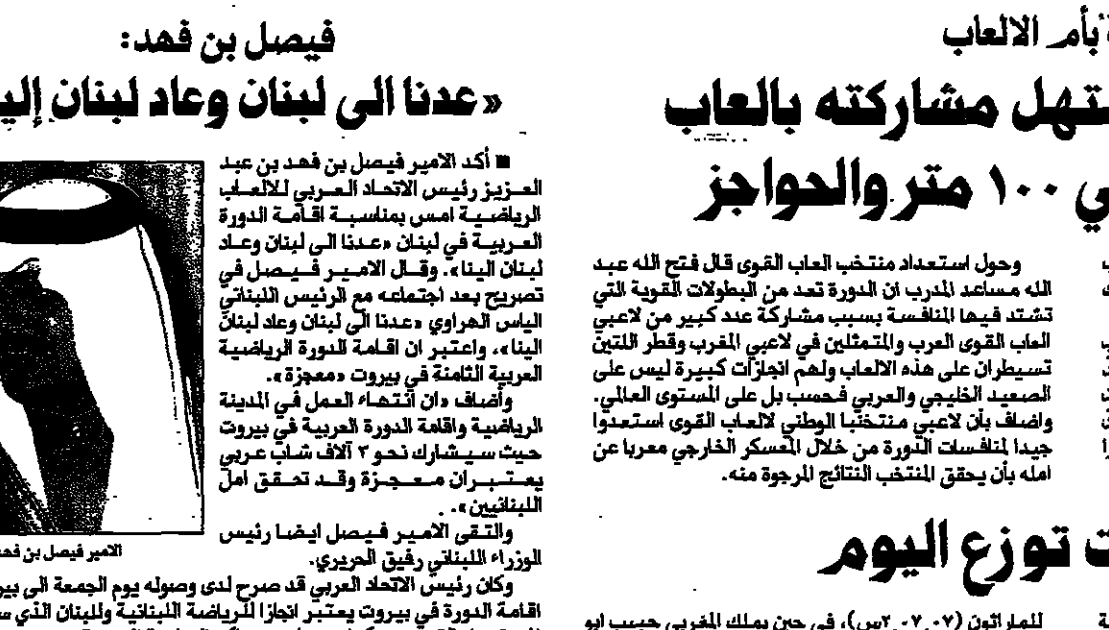 بأم الالعاب
ستهل مشاركته بالعاب
ي ١٠٠ متر والحواجز
وحول استعداد منتخب العاب القوى قال فتح الله عبد
الله مساعد المدرب ان الدورة تعد من البطولات القوية التي
تشتد فيها المنافسة بسبب مشاركة عدد كبير من لاعبي
العاب القوى العرب والمتمثلين في لاعبي المغرب وقطر اللتين
تسيطران على هذه الالعاب ولهم انجازات كبيرة ليس على
الصعيد الخليجي والعربي فحسب بل على المستوى العالمي.
واضاف بأن لاعبي منتخبنا الوطني لالعاب القوى استعدوا
جيدا لمنافسات الدورة من خلال المعسكر الخارجي معربا عن
امله بأن يحقق المنتخب النتائج المرجوة منه.
ت توزع اليوم
للماراثون (٢،٠٧،٠٧س)، في حين يملك المغربي حبيب ابو
فيصل بن فهد:
«عدنا الى لبنان وعاد لبنان إلي
■ أكد الامير فيصل بن فهد بن عبد
العزيز رئيس الاتحاد العربي للالعاب
الرياضية امس بمناسبة اقامة الدورة
العربية في لبنان «عدنا الى لبنان وعاد
لبنان الينا». وقال الامير فيصل في
تصريح بعد اجتماعه مع الرئيس اللبناني
الياس الهراوي «عدنا الى لبنان وعاد لبنان
الينا»، واعتبر ان اقامة الدورة الرياضية
العربية الثامنة في بيروت «معجزة».
وأضاف «ان انتهاء العمل في المدينة
الرياضية واقامة الدورة العربية في بيروت
حيث سيشارك نحو ٣ آلاف شاب عربي
يعتبران معجزة وقد تحقق امل
اللبنانيين».
والتقى الامير فيصل ايضا رئيس
الوزراء اللبناني رفيق الحريري.
وكان رئيس الاتحاد العربي قد صرح لدى وصوله يوم الجمعة الى بير
اقامة الدورة في بيروت يعتبر انجازا للرياضة اللبنانية وللبنان الذي س
الامير فيصل بن فهد